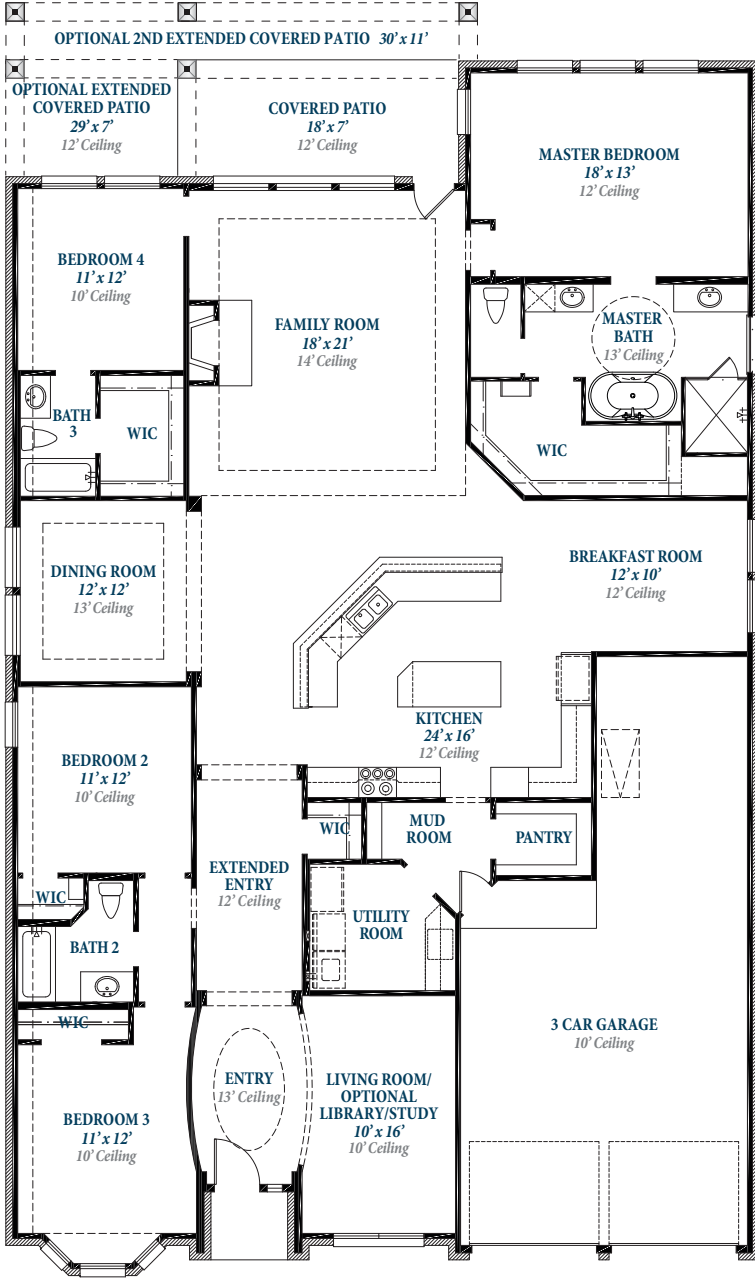 OPTIONAL 2ND EXTENDED COVERED PATIO 30' x 11'
OPTIONAL EXTENDED
COVERED PATIO
29' x 7'
12' Ceiling
COVERED PATIO
18' x 7'
12' Ceiling
MASTER BEDROOM
18' x 13'
12' Ceiling
BEDROOM 4
11' x 12'
10' Ceiling
FAMILY ROOM
18' x 21'
14' Ceiling
MASTER
BATH
13' Ceiling
BATH
3
WIC
WIC
DINING ROOM
12' x 12'
13' Ceiling
BREAKFAST ROOM
12' x 10'
12' Ceiling
KITCHEN
24' x 16'
12' Ceiling
BEDROOM 2
11' x 12'
10' Ceiling
WIC
MUD
ROOM
PANTRY
EXTENDED
ENTRY
12' Ceiling
WIC
UTILITY
ROOM
BATH 2
WIC
3 CAR GARAGE
10' Ceiling
ENTRY
13' Ceiling
LIVING ROOM/
OPTIONAL
LIBRARY/STUDY
10' x 16'
10' Ceiling
BEDROOM 3
11' x 12'
10' Ceiling